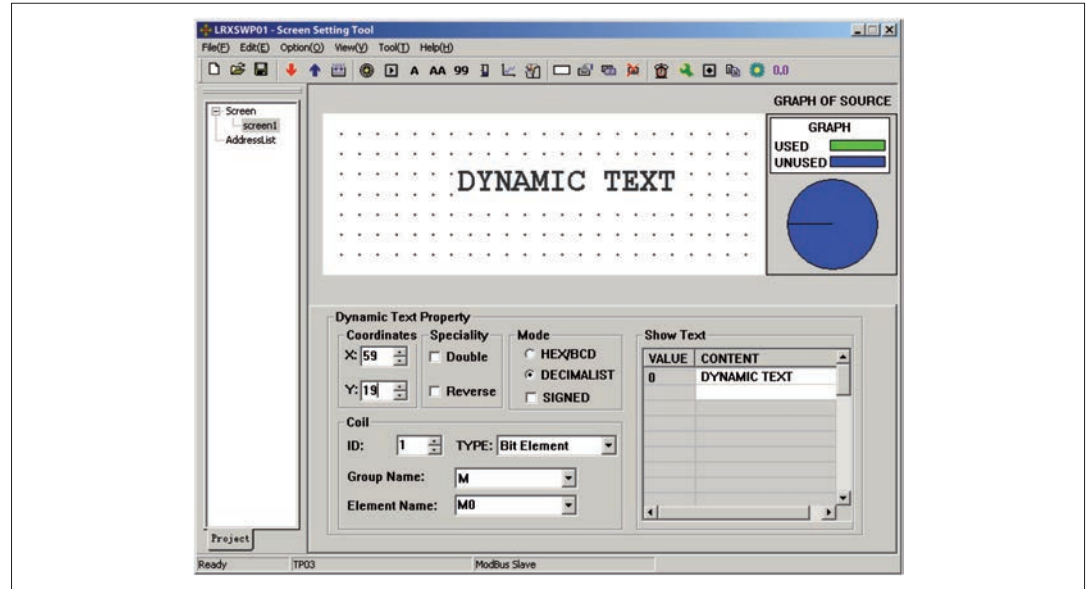 LRXSWP01 - Screen Setting Tool
File(F) Edit(E) Option(O) View(V) Tool(T) Help(H)
A AA 99 0.0
Screen
screen1
AddressList
GRAPH OF SOURCE
GRAPH
USED
UNUSED
DYNAMIC TEXT
Dynamic Text Property
Coordinates
X: 59
Y: 19
Speciality
Double
Reverse
Mode
HEX/BCD
DECIMALIST
SIGNED
Coil
ID: 1 TYPE: Bit Element
Group Name: M
Element Name: M0
Show Text
VALUE CONTENT
0 DYNAMIC TEXT
Project
Ready TP03 ModBus Slave